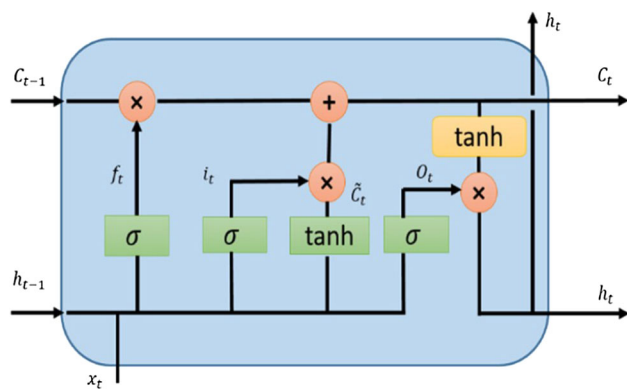 h_t
C_{t-1}
C_t
×
+
tanh
f_t
i_t
×
C̃_t
O_t
×
σ
σ
tanh
σ
h_{t-1}
h_t
x_t